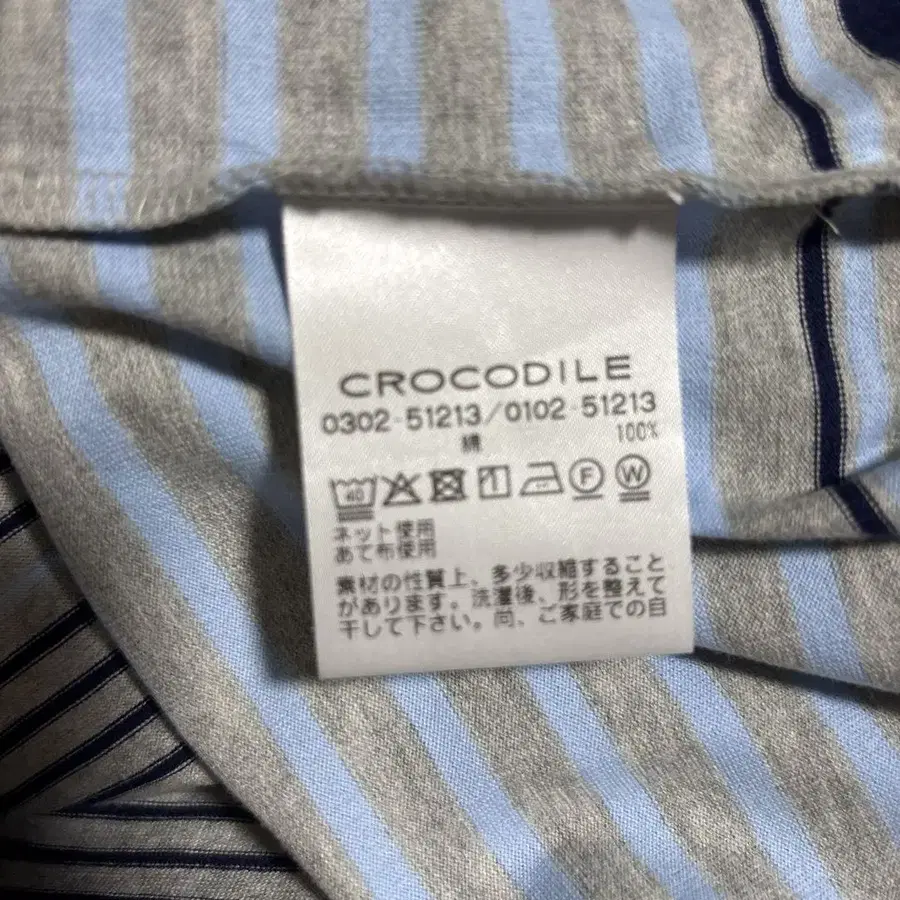 CROCODILE
0302-51213/0102-51213
綿 100%
40 F W
ネット使用
あて布使用
素材の性質上、多少収縮すること
があります。洗濯後、形を整えて
干して下さい。尚、ご家庭での自